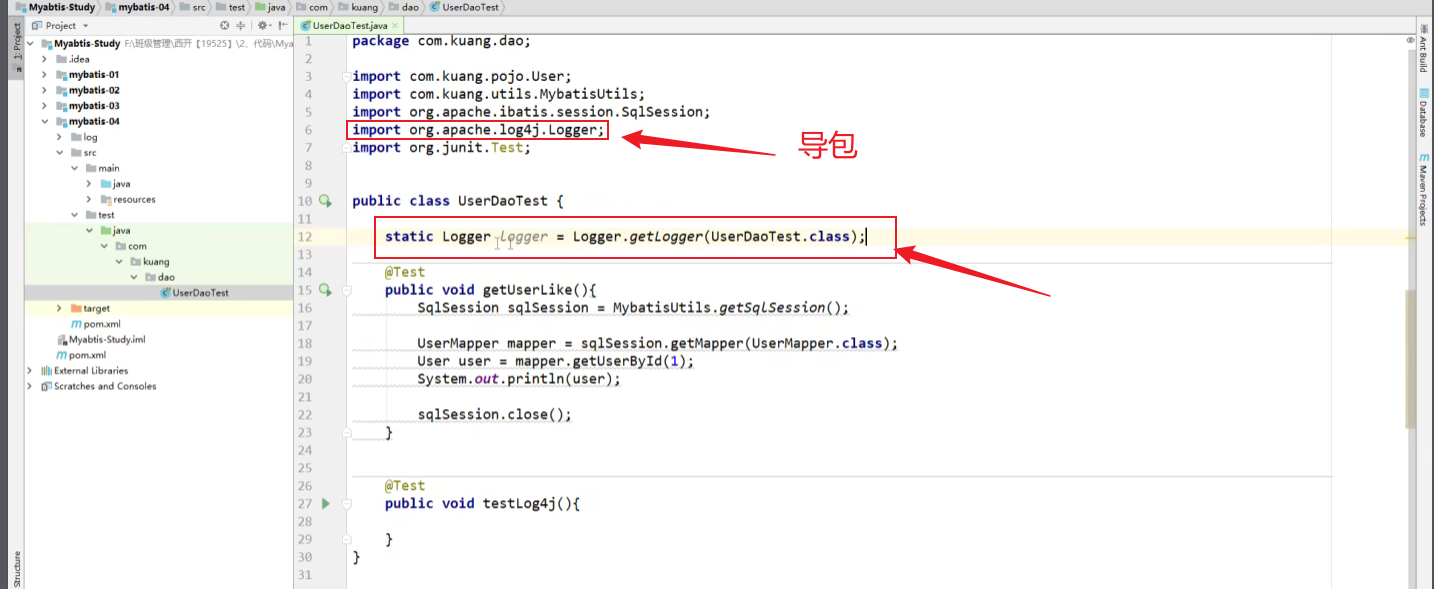 Myabtis-Study mybatis-04 src test java com kuang dao UserDaoTest
Project
UserDaoTest.java
1: Project
Myabtis-Study F:\班级管理\西开【19525】\2、代码\Mya
.idea
mybatis-01
mybatis-02
mybatis-03
mybatis-04
log
src
main
java
resources
test
java
com
kuang
dao
UserDaoTest
target
pom.xml
Myabtis-Study.iml
pom.xml
External Libraries
Scratches and Consoles
Structure
1 package com.kuang.dao;
2
3 import com.kuang.pojo.User;
4 import com.kuang.utils.MybatisUtils;
5 import org.apache.ibatis.session.SqlSession;
6 import org.apache.log4j.Logger;
导包
7 import org.junit.Test;
8
9
10 public class UserDaoTest {
11
12 static Logger logger = Logger.getLogger(UserDaoTest.class);
13
14 @Test
15 public void getUserLike(){
16 SqlSession sqlSession = MybatisUtils.getSqlSession();
17
18 UserMapper mapper = sqlSession.getMapper(UserMapper.class);
19 User user = mapper.getUserById(1);
20 System.out.println(user);
21
22 sqlSession.close();
23 }
24
25
26 @Test
27 public void testLog4j(){
28
29 }
30 }
31
Ant Build
Database
Maven Projects